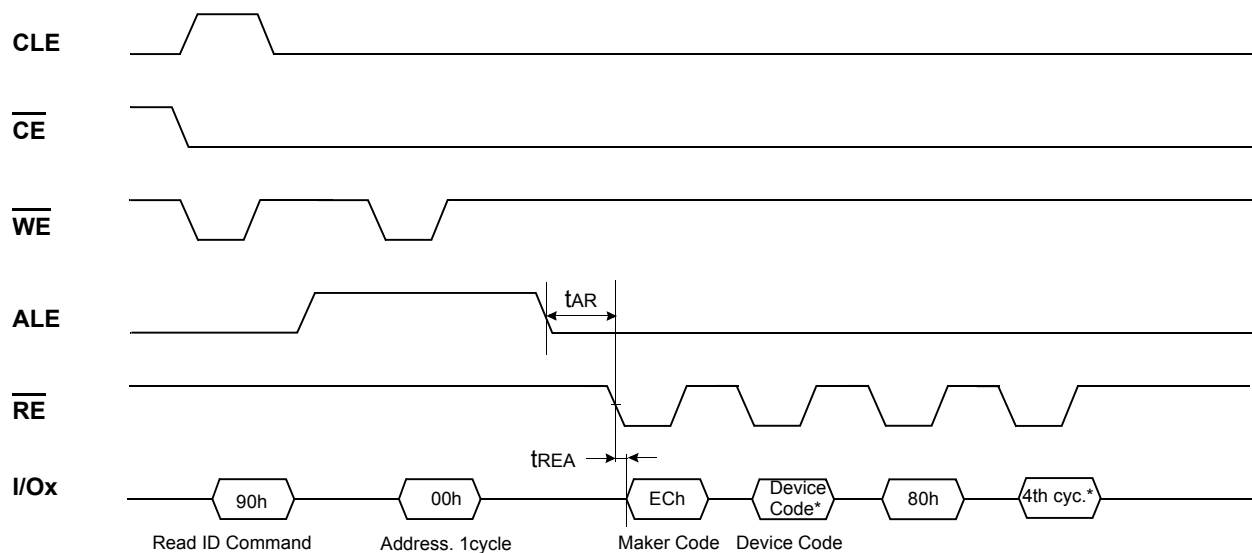 CLE
CE
WE
ALE
tAR
RE
tREA
I/Ox
90h
00h
ECh
Device
Code*
80h
4th cyc.*
Read ID Command
Address. 1cycle
Maker Code
Device Code